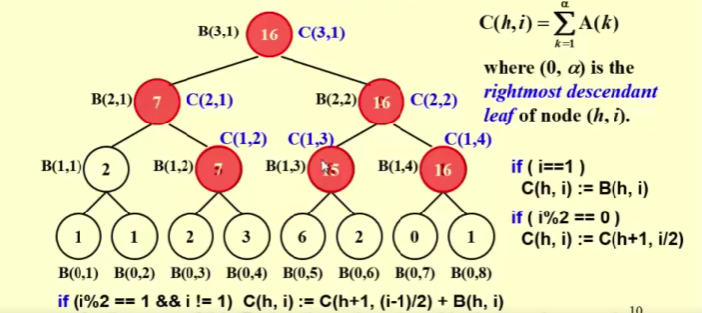 B(3,1) 16 C(3,1)
C(h,i) = ∑ A(k)
α
k=1
where (0, α) is the
rightmost descendant
leaf of node (h, i).
B(2,1) 7 C(2,1) B(2,2) 16 C(2,2)
C(1,2) C(1,3) C(1,4)
B(1,1) 2 B(1,2) 7 B(1,3) 15 B(1,4) 16
if ( i==1 )
C(h, i) := B(h, i)
if ( i%2 == 0 )
C(h, i) := C(h+1, i/2)
1 1 2 3 6 2 0 1
B(0,1) B(0,2) B(0,3) B(0,4) B(0,5) B(0,6) B(0,7) B(0,8)
if (i%2 == 1 && i != 1) C(h, i) := C(h+1, (i-1)/2) + B(h, i)
10